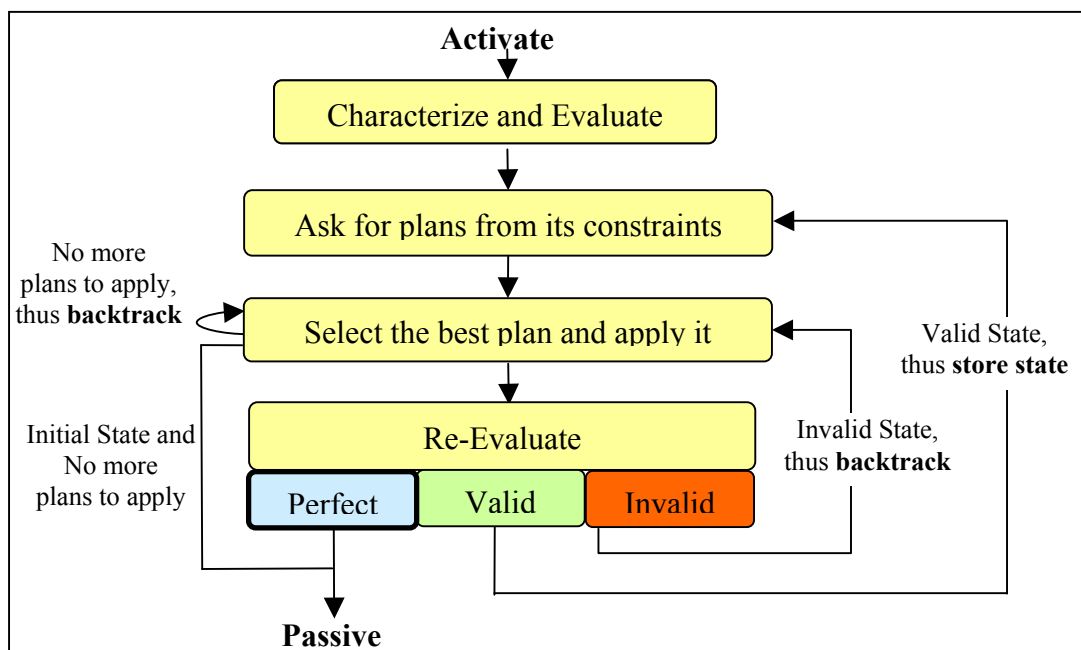 Activate
Characterize and Evaluate
Ask for plans from its constraints
No more
plans to apply,
thus backtrack
Select the best plan and apply it
Valid State,
thus store state
Initial State and
No more
plans to apply
Re-Evaluate
Invalid State,
thus backtrack
Perfect
Valid
Invalid
Passive